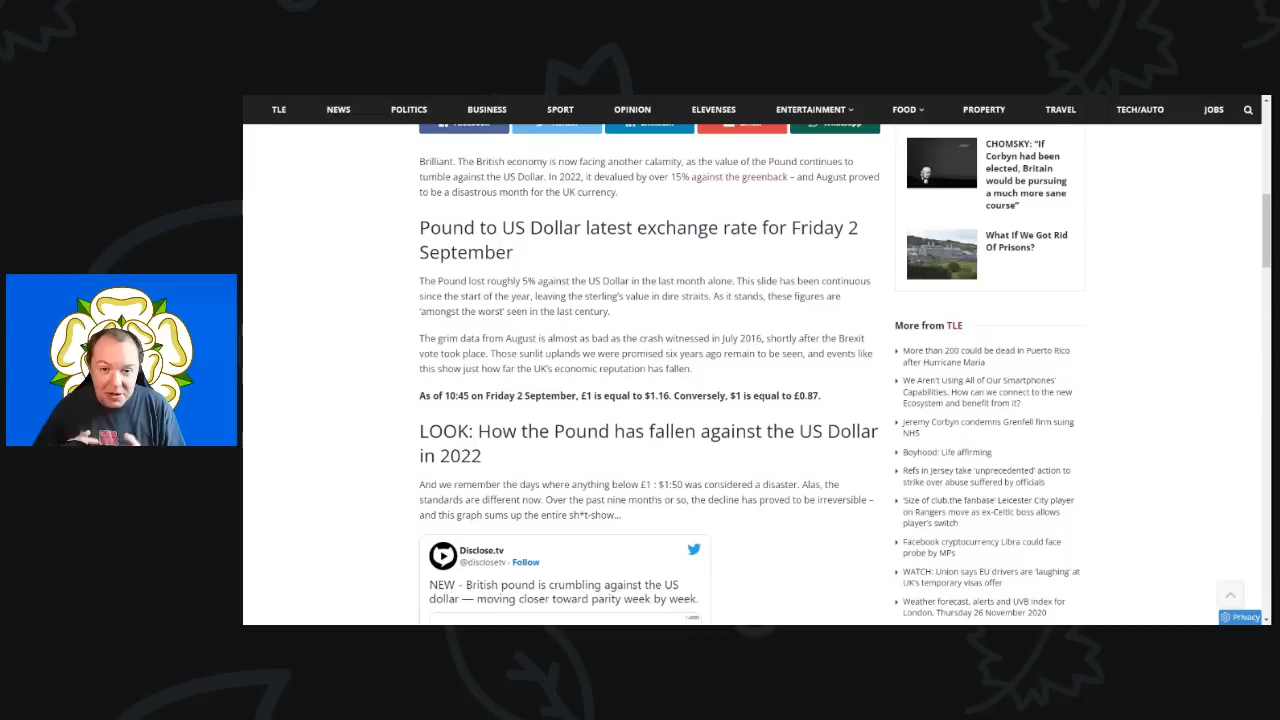 TLE NEWS POLITICS BUSINESS SPORT OPINION ELEVENSES ENTERTAINMENT FOOD PROPERTY TRAVEL TECH/AUTO JOBS
Brilliant. The British economy is now facing another calamity, as the value of the Pound continues to
tumble against the US Dollar. In 2022, it devalued by over 15% against the greenback – and August proved
to be a disastrous month for the UK currency.
Pound to US Dollar latest exchange rate for Friday 2
September
The Pound lost roughly 5% against the US Dollar in the last month alone. This slide has been continuous
since the start of the year, leaving the sterling's value in dire straits. As it stands, these figures are
'amongst the worst' seen in the last century.
The grim data from August is almost as bad as the crash witnessed in July 2016, shortly after the Brexit
vote took place. Those sunlit uplands we were promised six years ago remain to be seen, and events like
this show just how far the UK's economic reputation has fallen.
As of 10:45 on Friday 2 September, £1 is equal to $1.16. Conversely, $1 is equal to £0.87.
LOOK: How the Pound has fallen against the US Dollar
in 2022
And we remember the days where anything below £1 : $1:50 was considered a disaster. Alas, the
standards are different now. Over the past nine months or so, the decline has proved to be irreversible –
and this graph sums up the entire sh*t-show...
Disclose.tv
@disclosetv · Follow
NEW - British pound is crumbling against the US
dollar — moving closer toward parity week by week.
CHOMSKY: “If
Corbyn had been
elected, Britain
would be pursuing
a much more sane
course”
What If We Got Rid
Of Prisons?
More from TLE
More than 200 could be dead in Puerto Rico
after Hurricane Maria
We Aren't Using All of Our Smartphones'
Capabilities. How can we connect to the new
Ecosystem and benefit from it?
Jeremy Corbyn condemns Grenfell firm suing
NHS
Boyhood: Life affirming
Refs in Jersey take 'unprecedented' action to
strike over abuse suffered by officials
'Size of club,the fanbase' Leicester City player
on Rangers move as ex-Celtic boss allows
player's switch
Facebook cryptocurrency Libra could face
probe by MPs
WATCH: Union says EU drivers are 'laughing' at
UK's temporary visas offer
Weather forecast, alerts and UVB index for
London, Thursday 26 November 2020
Privacy